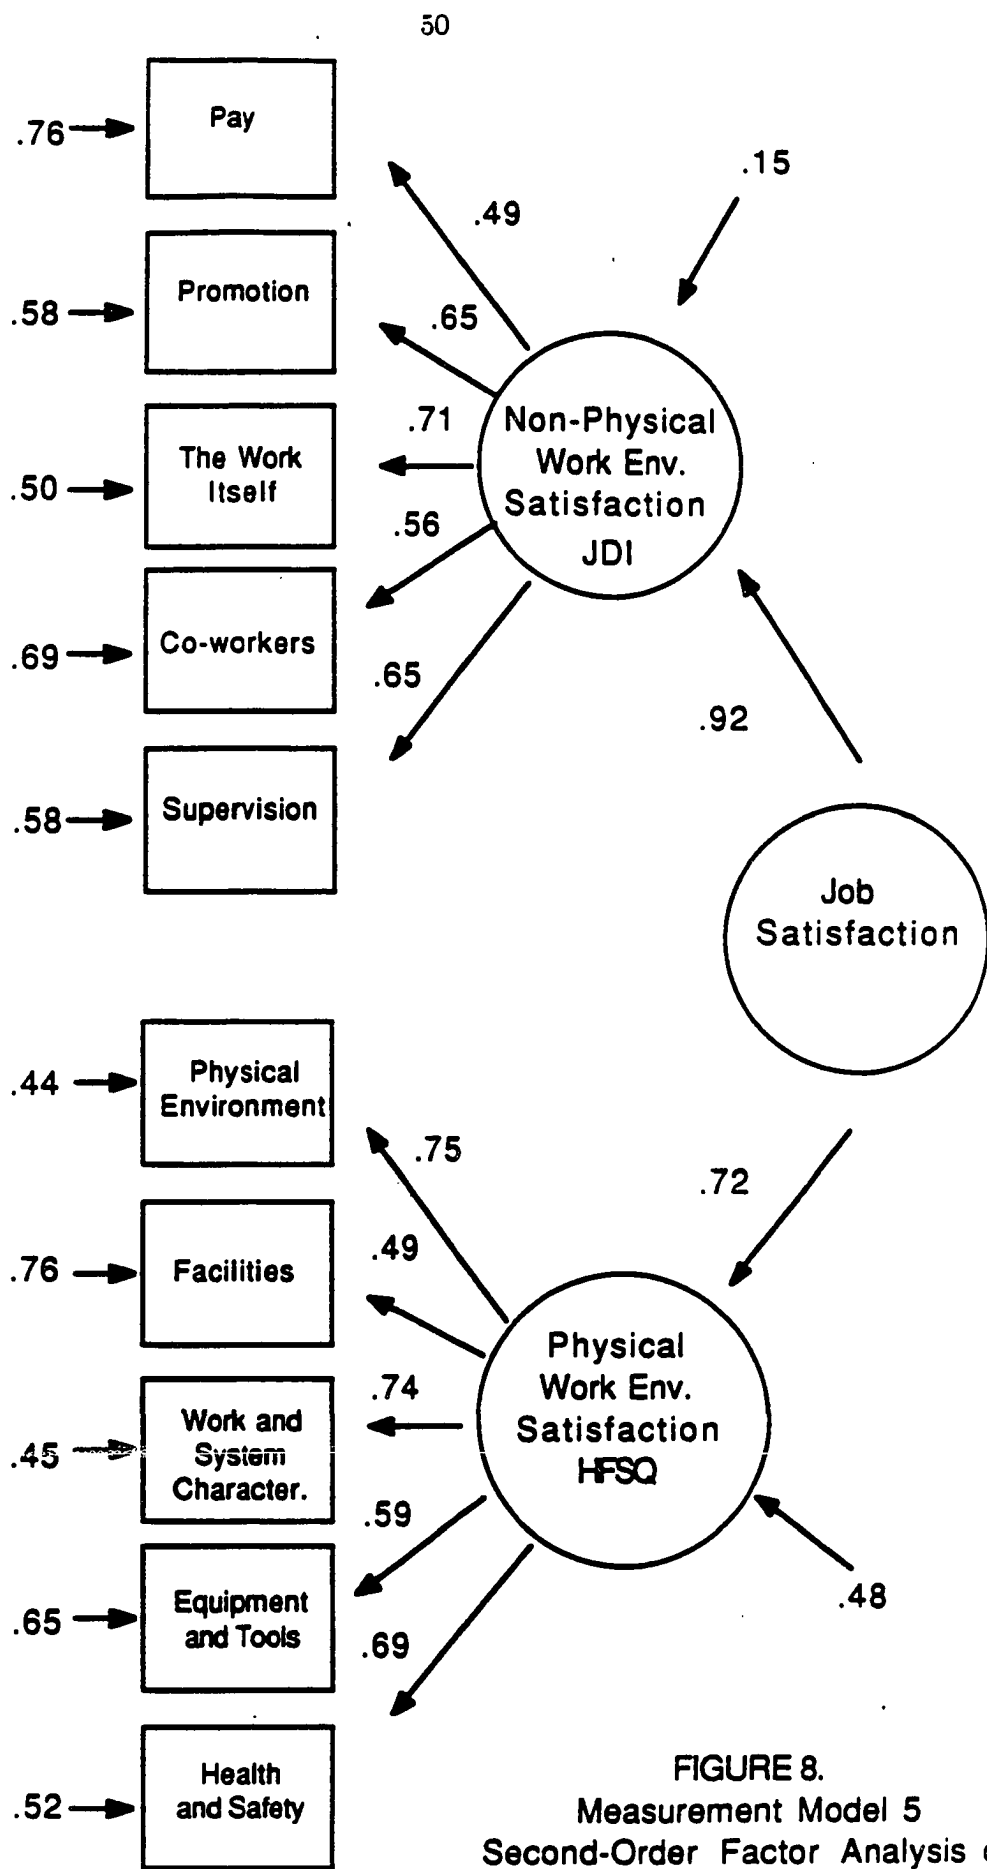 50
.76
Pay
.49
.15
.58
Promotion
.65
.50
The Work
Itself
.71
Non-Physical
Work Env.
Satisfaction
JDI
.56
.69
Co-workers
.65
.92
.58
Supervision
Job
Satisfaction
.44
Physical
Environment
.75
.72
.76
Facilities
.49
Physical
Work Env.
Satisfaction
HFSQ
.45
Work and
System
Character.
.74
.59
.48
.65
Equipment
and Tools
.69
.52
Health
and Safety
FIGURE 8.
Measurement Model 5
Second-Order Factor Analysis